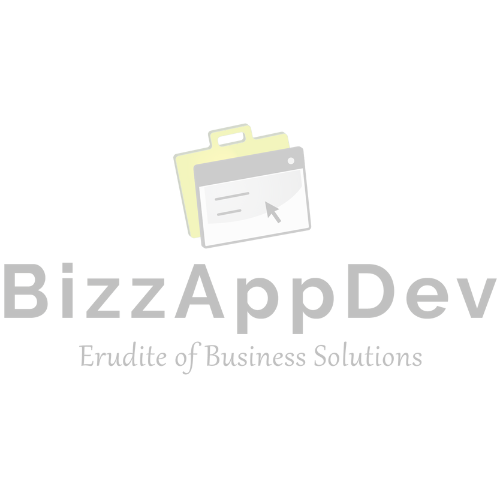 BizzAppDev
Erudite of Business Solutions